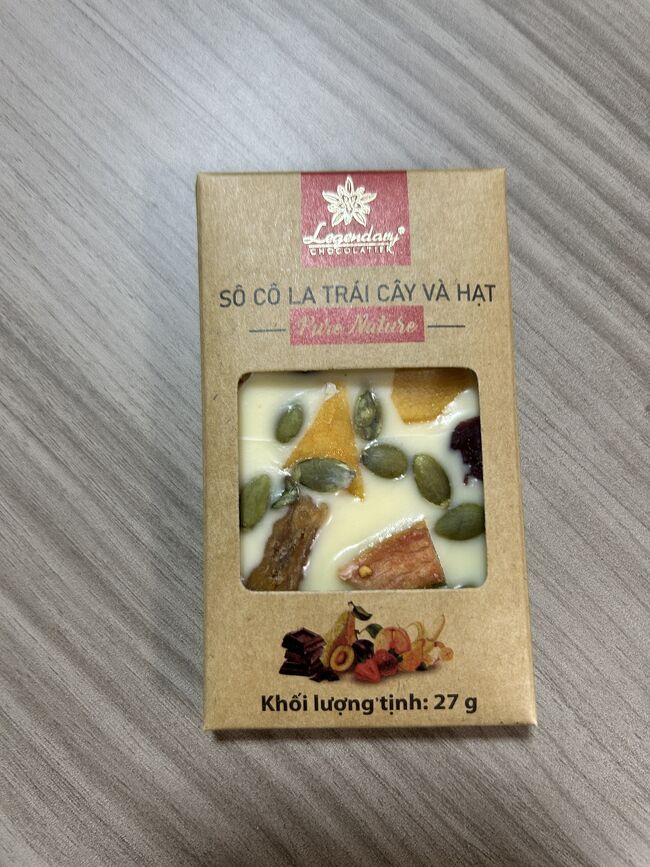 Legendary
CHOCOLATIER
SÔ CÔ LA TRÁI CÂY VÀ HẠT
Pure Nature
Khối lượng tịnh: 27 g